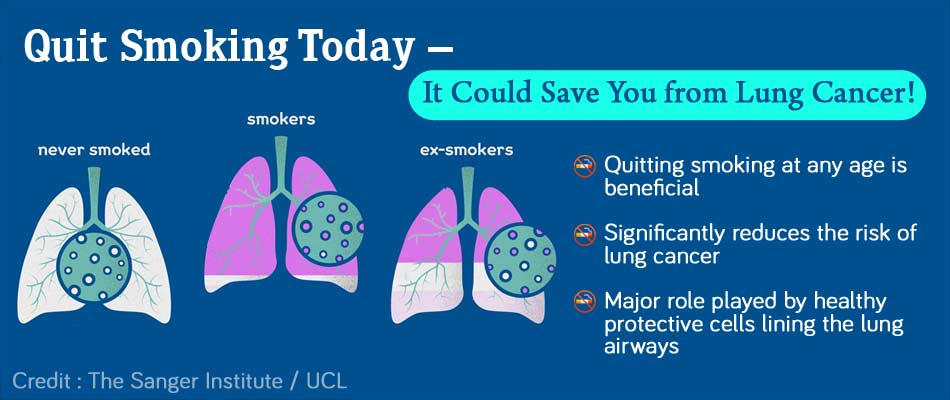 Quit Smoking Today –
It Could Save You from Lung Cancer!
never smoked
smokers
ex-smokers
Quitting smoking at any age is
beneficial
Significantly reduces the risk of
lung cancer
Major role played by healthy
protective cells lining the lung
airways
Credit : The Sanger Institute / UCL